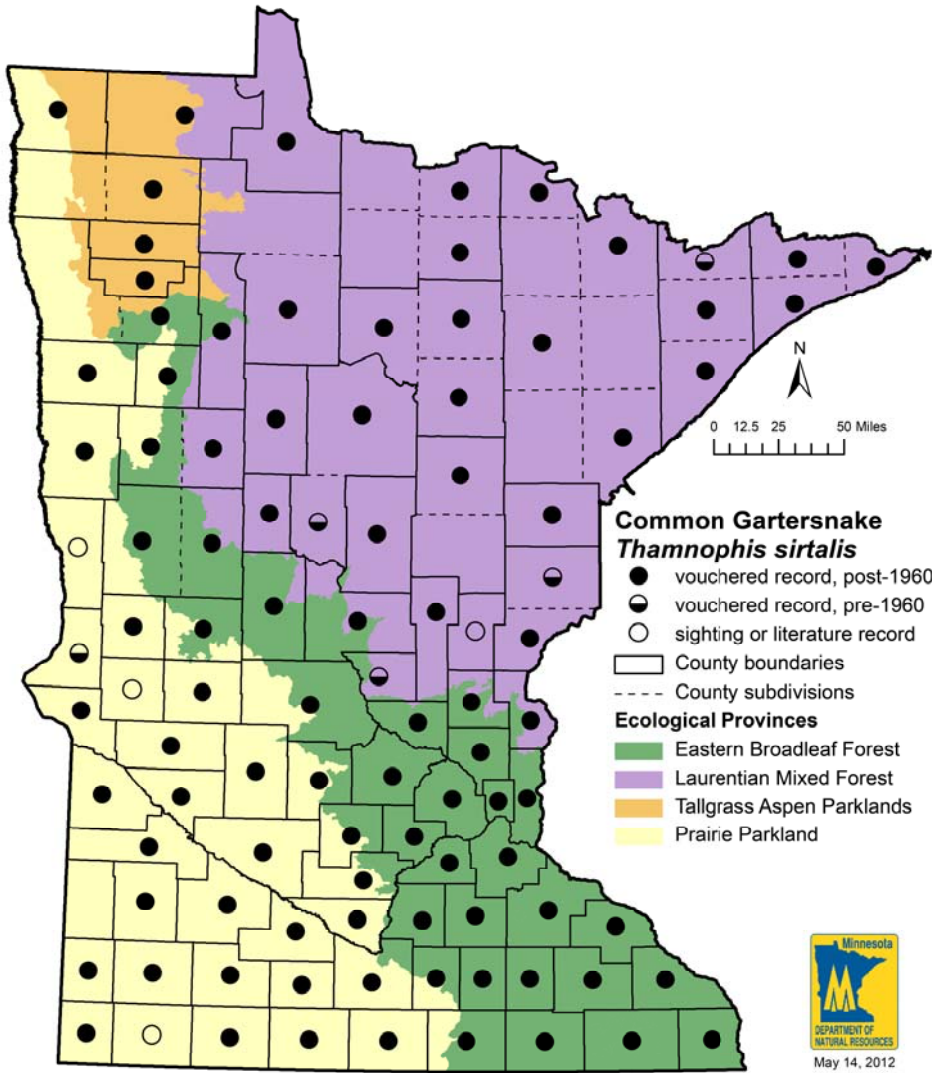 N
0 12.5 25 50 Miles
Common Gartersnake
Thamnophis sirtalis
vouchered record, post-1960
vouchered record, pre-1960
sighting or literature record
County boundaries
County subdivisions
Ecological Provinces
Eastern Broadleaf Forest
Laurentian Mixed Forest
Tallgrass Aspen Parklands
Prairie Parkland
Minnesota
M
DEPARTMENT OF
NATURAL RESOURCES
May 14, 2012